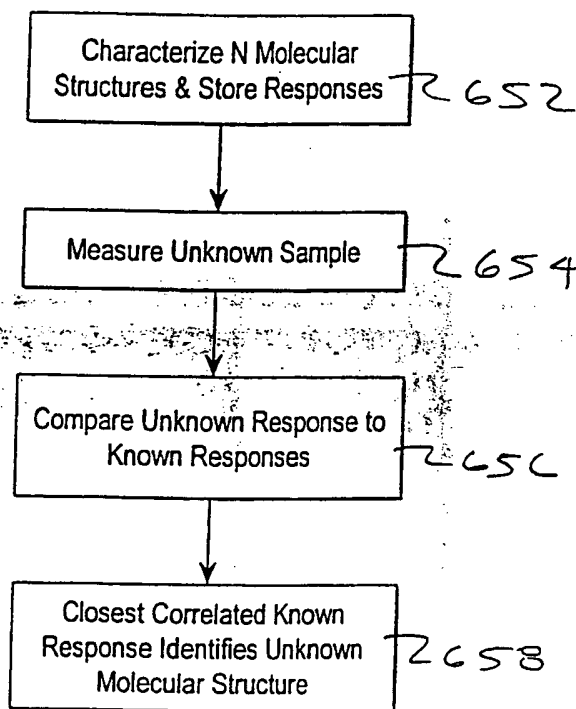 Characterize N Molecular
Structures & Store Responses 652
Measure Unknown Sample 654
Compare Unknown Response to
Known Responses 656
Closest Correlated Known
Response Identifies Unknown 658
Molecular Structure